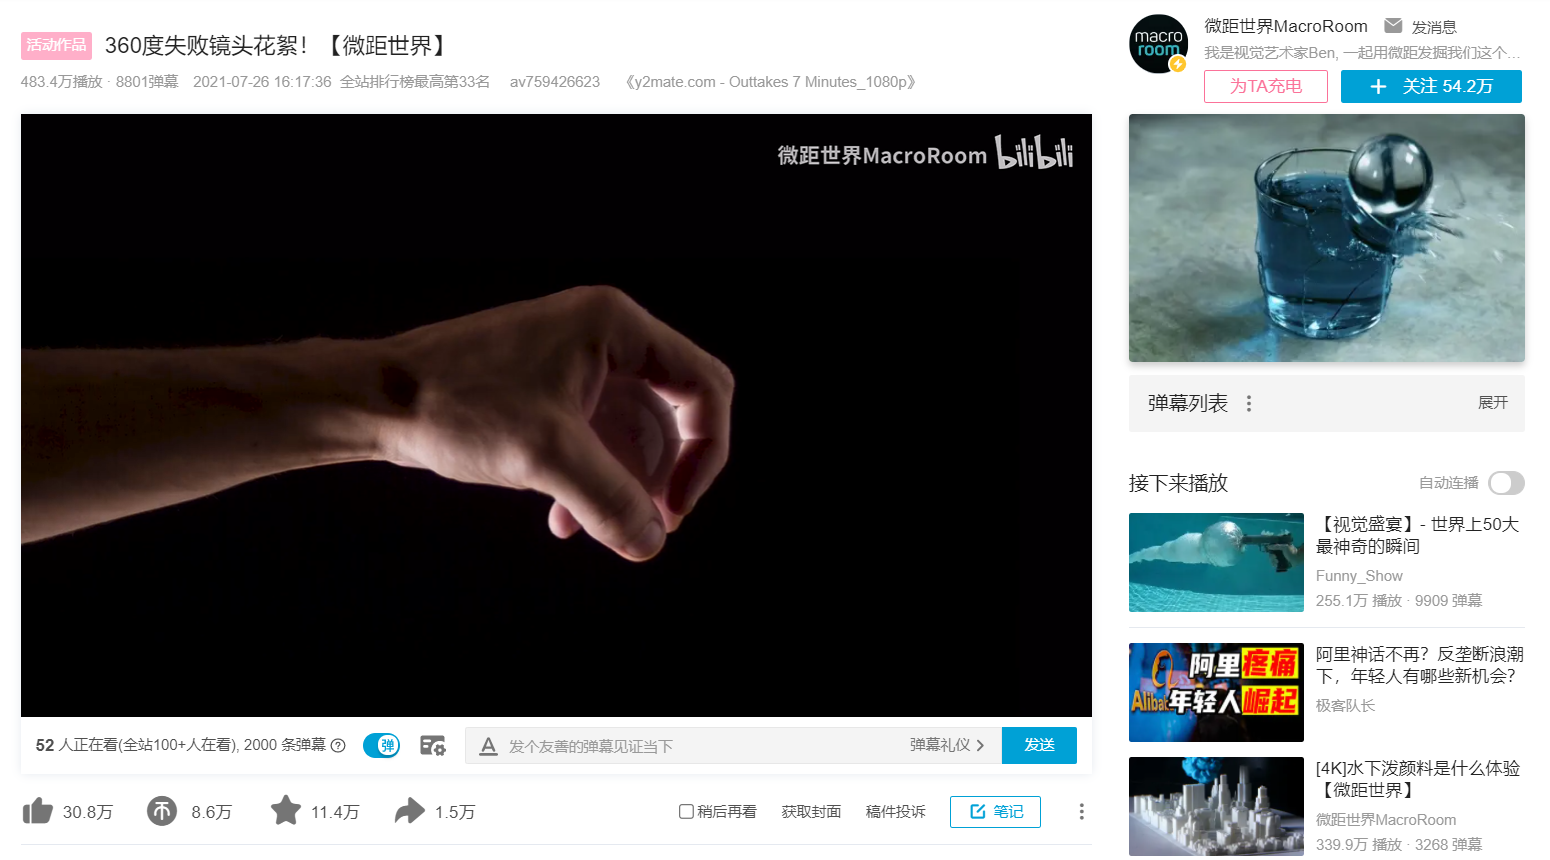 活动作品 360度失败镜头花絮！【微距世界】
483.4万播放 · 8801弹幕 2021-07-26 16:17:36 全站排行榜最高第33名 av759426623 《y2mate.com - Outtakes 7 Minutes_1080p》
微距世界MacroRoom bilibili
52 人正在看(全站100+人在看), 2000 条弹幕
弹
A 发个友善的弹幕见证当下 弹幕礼仪 > 发送
30.8万 8.6万 11.4万 1.5万 稍后再看 获取封面 稿件投诉 笔记
macro
room
微距世界MacroRoom 发消息
我是视觉艺术家Ben, 一起用微距发掘我们这个...
为TA充电 + 关注 54.2万
弹幕列表 展开
接下来播放 自动连播
【视觉盛宴】- 世界上50大
最神奇的瞬间
Funny_Show
255.1万 播放 · 9909 弹幕
阿里疼痛
Alibaba
年轻人崛起
阿里神话不再？反垄断浪潮
下，年轻人有哪些新机会？
极客队长
[4K]水下泼颜料是什么体验
【微距世界】
微距世界MacroRoom
339.9万 播放 · 3268 弹幕